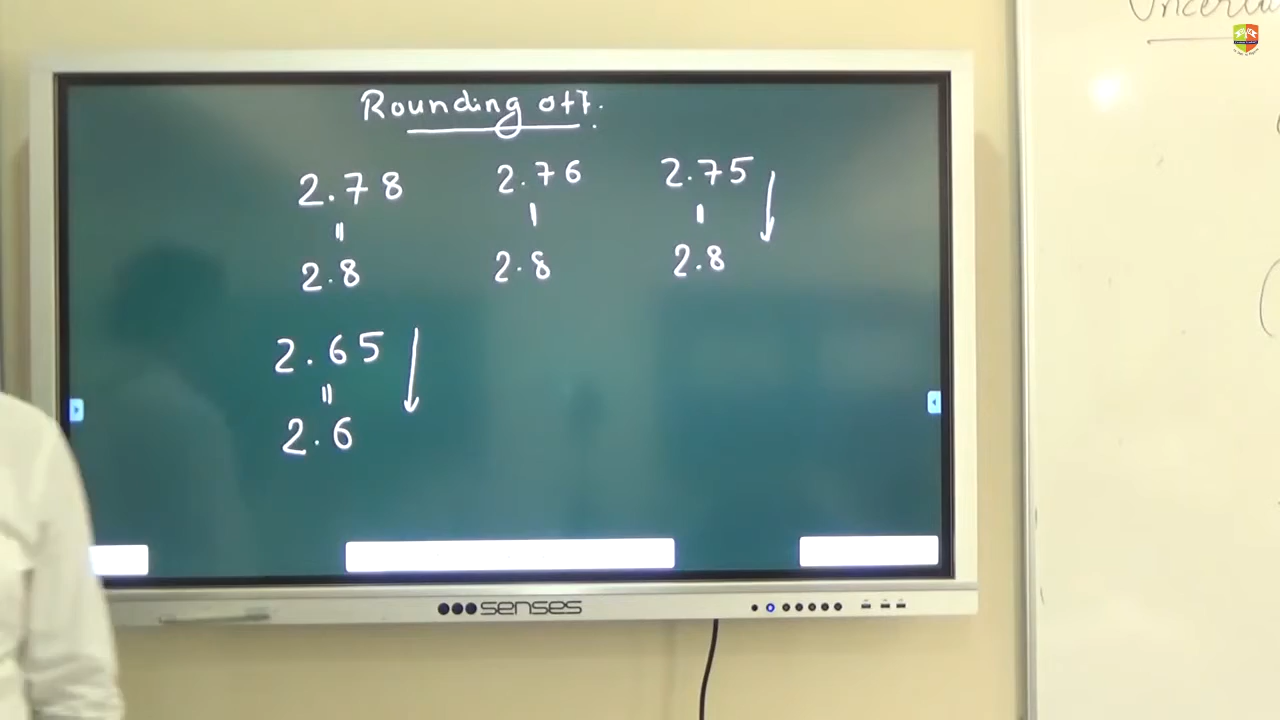 Rounding off.
2.78 2.76 2.75
2.8 2.8 2.8
2.65
2.6
senses